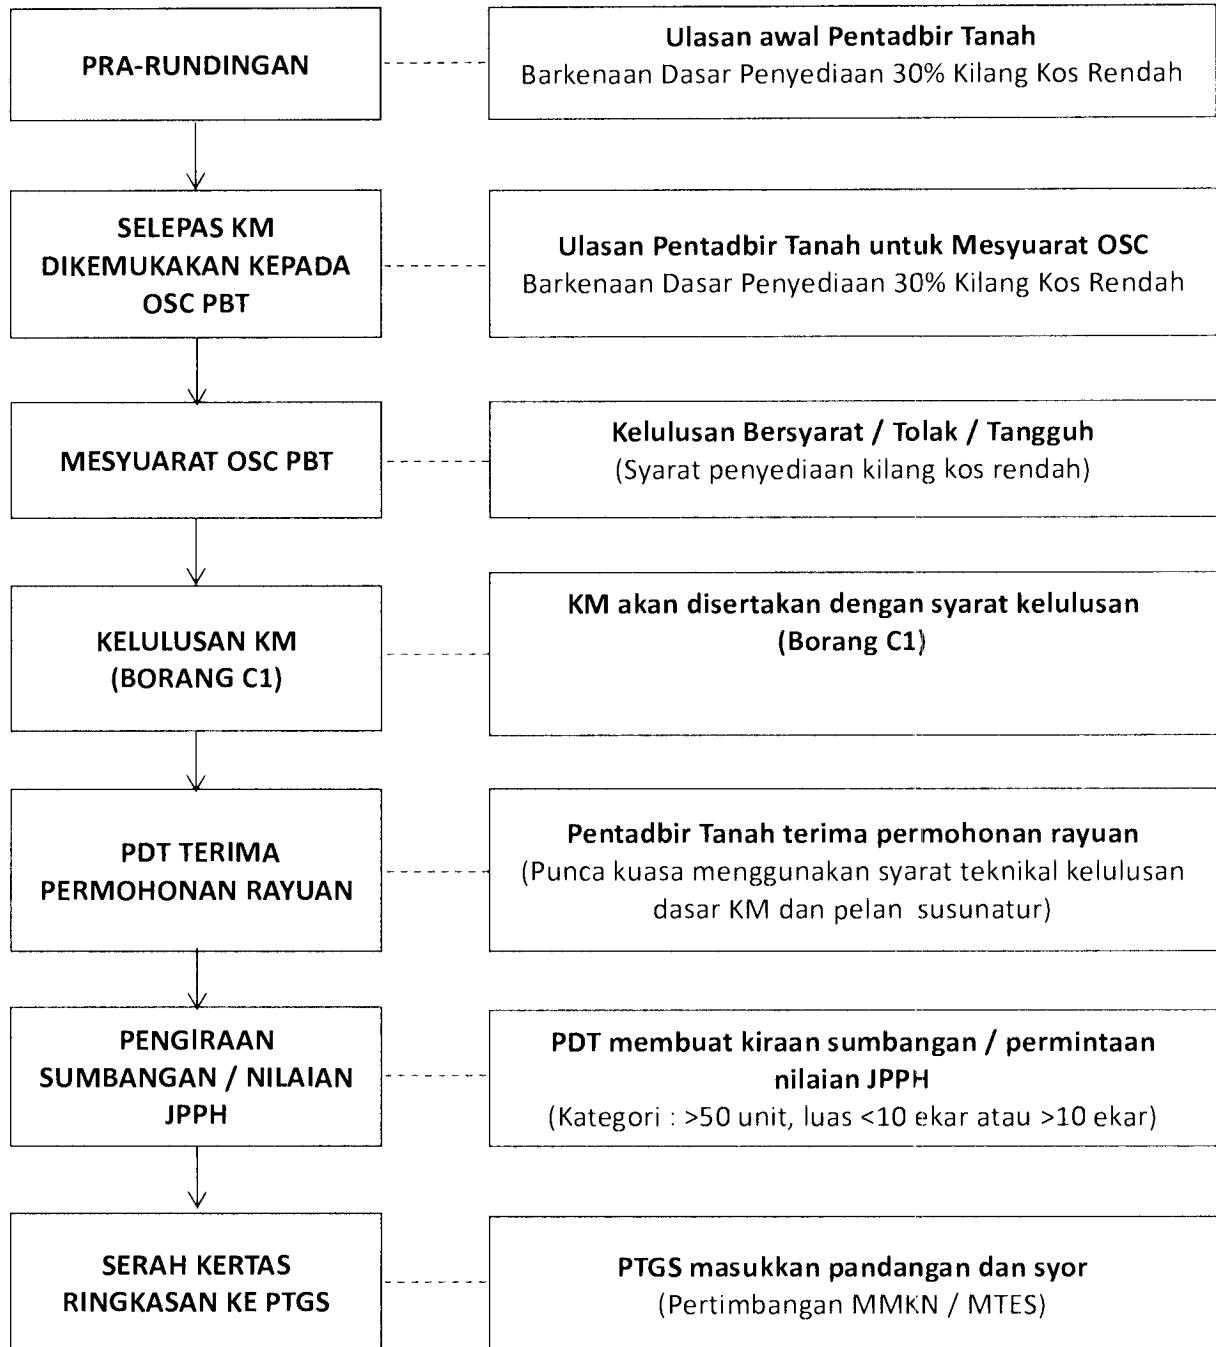 PRA-RUNDINGAN
Ulasan awal Pentadbir Tanah
Barkenaan Dasar Penyediaan 30% Kilang Kos Rendah
SELEPAS KM
DIKEMUKAKAN KEPADA
OSC PBT
Ulasan Pentadbir Tanah untuk Mesyuarat OSC
Barkenaan Dasar Penyediaan 30% Kilang Kos Rendah
MESYUARAT OSC PBT
Kelulusan Bersyarat / Tolak / Tangguh
(Syarat penyediaan kilang kos rendah)
KELULUSAN KM
(BORANG C1)
KM akan disertakan dengan syarat kelulusan
(Borang C1)
PDT TERIMA
PERMOHONAN RAYUAN
Pentadbir Tanah terima permohonan rayuan
(Punca kuasa menggunakan syarat teknikal kelulusan
dasar KM dan pelan susunatur)
PENGIRAAN
SUMBANGAN / NILAIAN
JPPH
PDT membuat kiraan sumbangan / permintaan
nilaian JPPH
(Kategori : >50 unit, luas <10 ekar atau >10 ekar)
SERAH KERTAS
RINGKASAN KE PTGS
PTGS masukkan pandangan dan syor
(Pertimbangan MMKN / MTES)